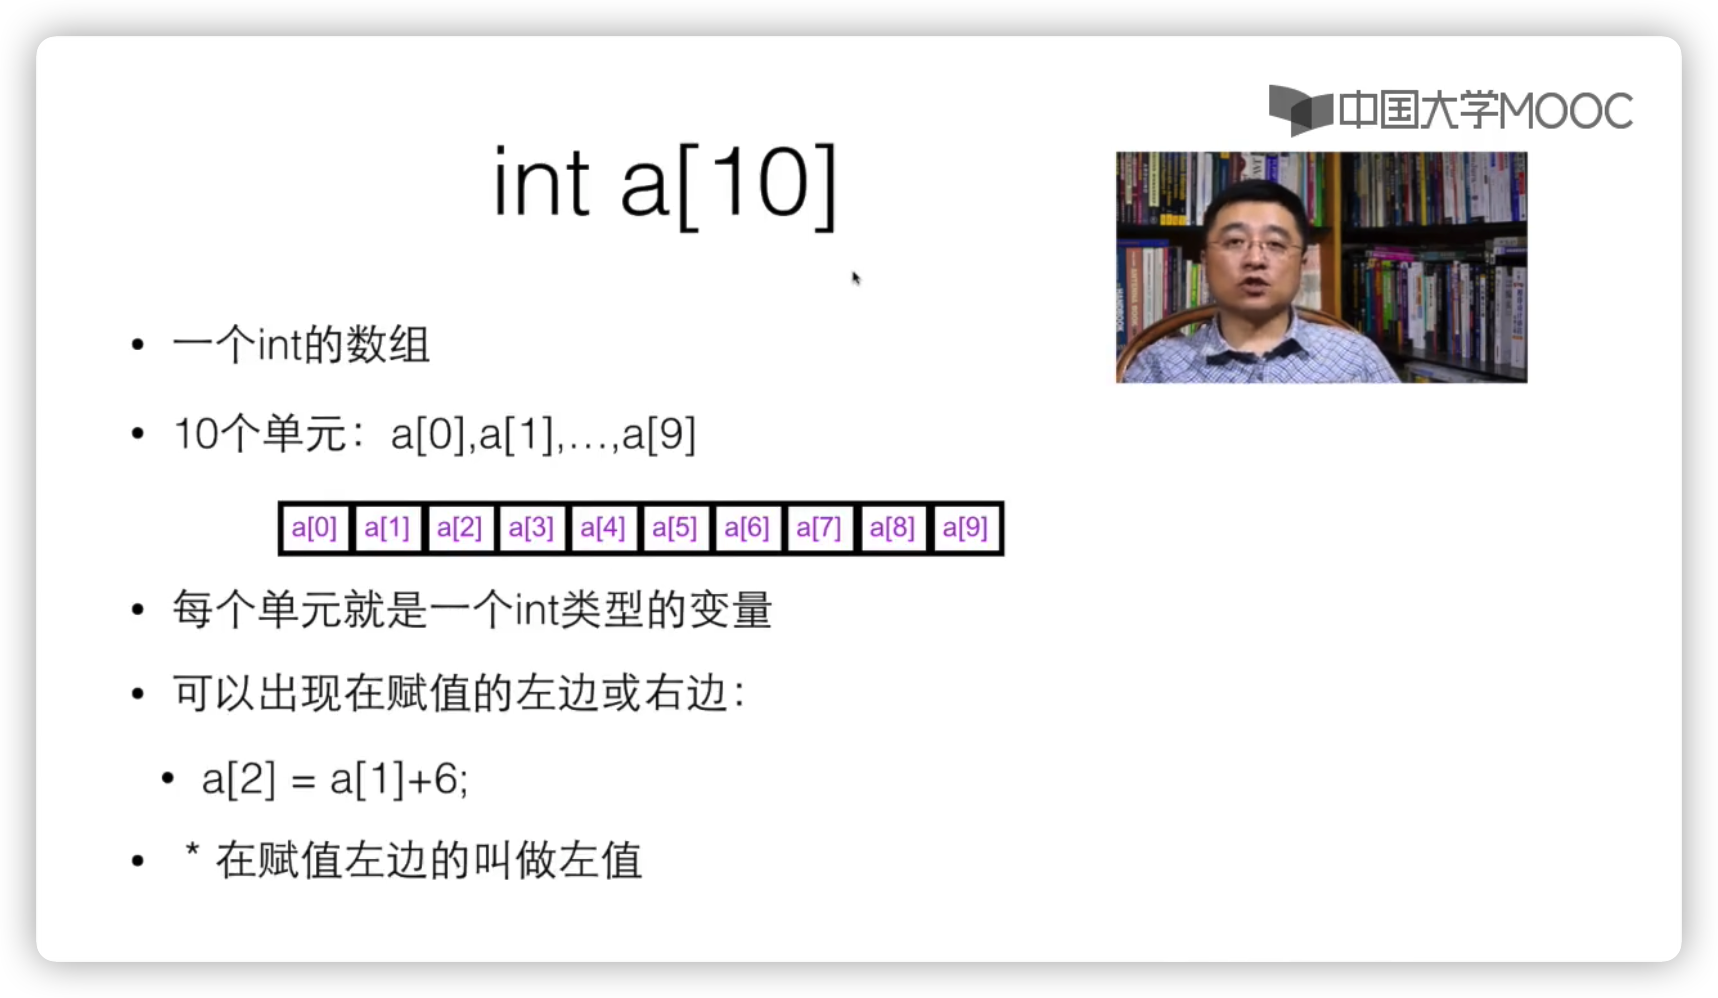 中国大学MOOC
int a[10]
• 一个int的数组
• 10个单元：a[0],a[1],…,a[9]
a[0] a[1] a[2] a[3] a[4] a[5] a[6] a[7] a[8] a[9]
• 每个单元就是一个int类型的变量
• 可以出现在赋值的左边或右边：
• a[2] = a[1]+6;
• * 在赋值左边的叫做左值